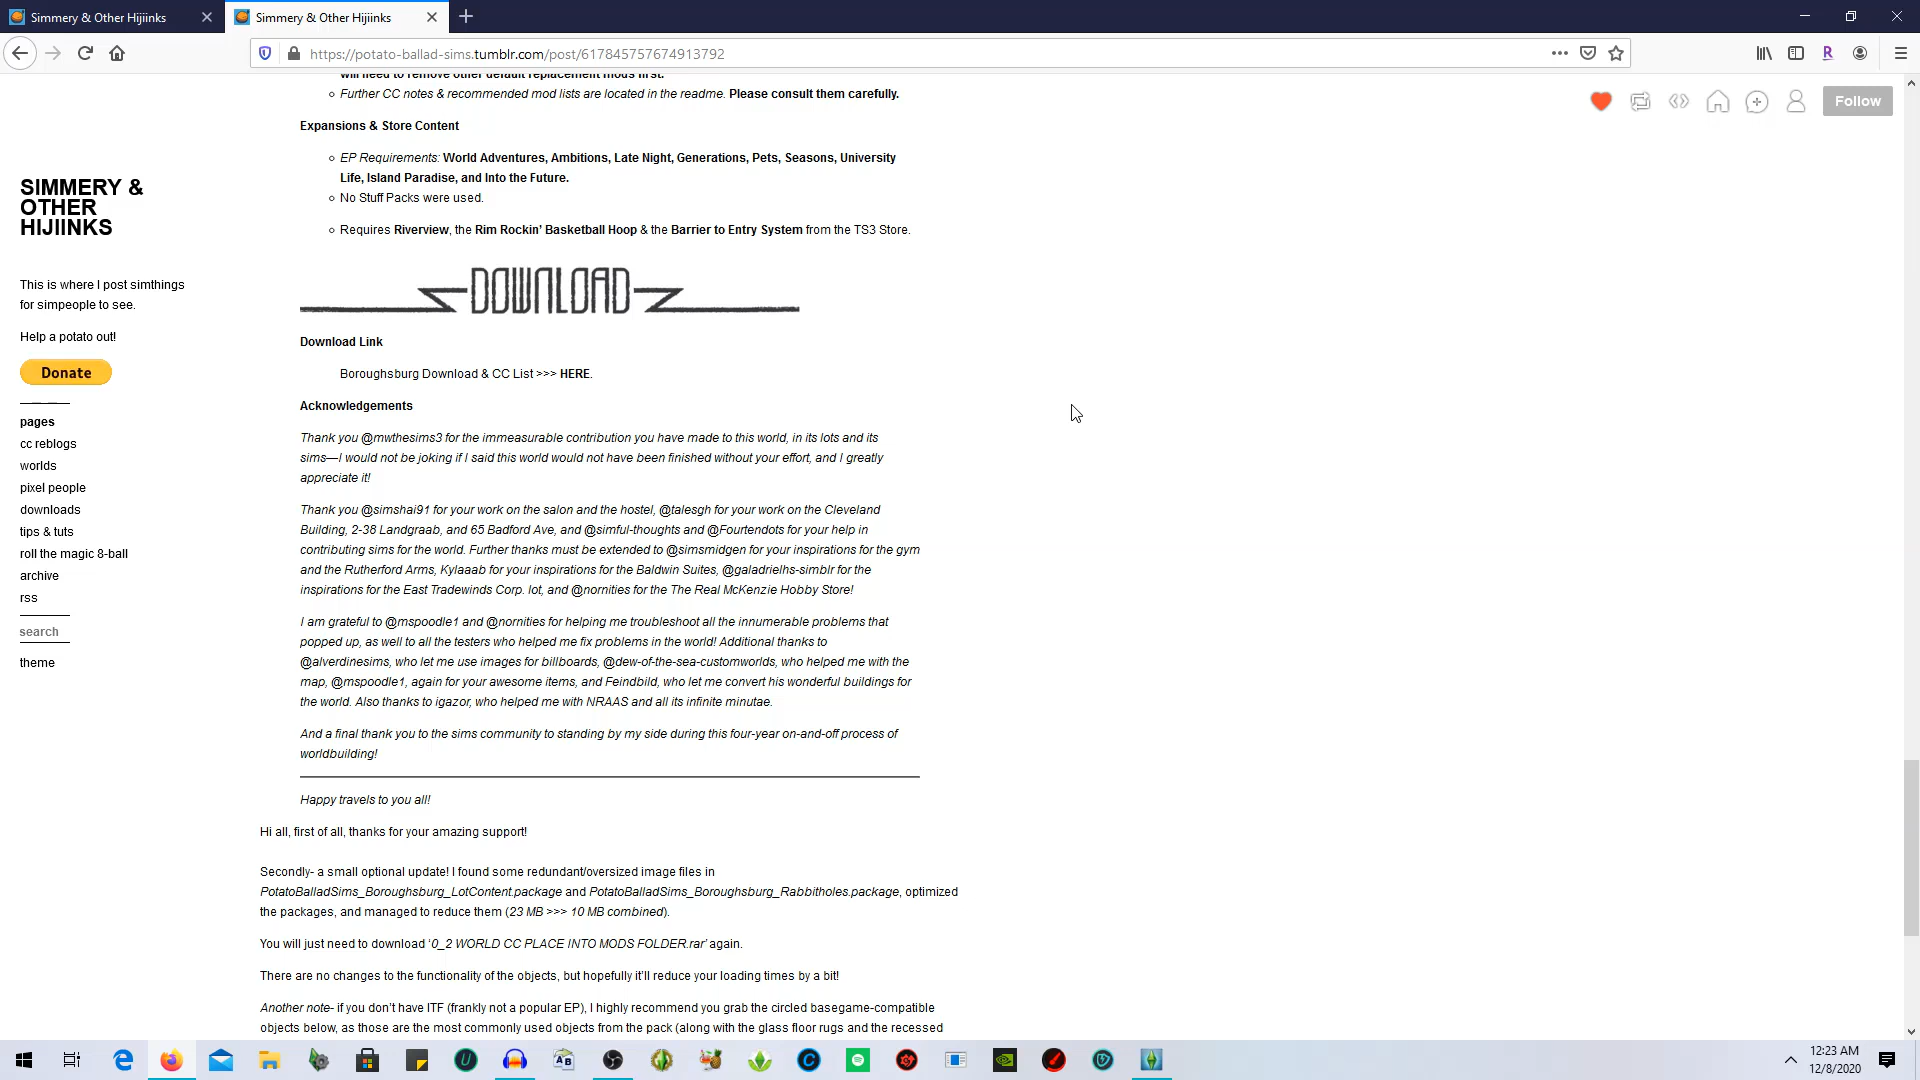 Simmery & Other Hijiinks
Simmery & Other Hijiinks
https://potato-ballad-sims.tumblr.com/post/617845757674913792
will need to remove other default replacement mods first.
Further CC notes & recommended mod lists are located in the readme. Please consult them carefully.
Follow
Expansions & Store Content
EP Requirements: World Adventures, Ambitions, Late Night, Generations, Pets, Seasons, University
Life, Island Paradise, and Into the Future.
No Stuff Packs were used.
Requires Riverview, the Rim Rockin' Basketball Hoop & the Barrier to Entry System from the TS3 Store.
SIMMERY &
OTHER
HIJIINKS
This is where I post simthings
for simpeople to see.
Help a potato out!
Donate
pages
cc reblogs
worlds
pixel people
downloads
tips & tuts
roll the magic 8-ball
archive
rss
search
theme
DOWNLOAD
Download Link
Boroughsburg Download & CC List >>> HERE.
Acknowledgements
Thank you @mwthesims3 for the immeasurable contribution you have made to this world, in its lots and its
sims—I would not be joking if I said this world would not have been finished without your effort, and I greatly
appreciate it!
Thank you @simshai91 for your work on the salon and the hostel, @talesgh for your work on the Cleveland
Building, 2-38 Landgraab, and 65 Badford Ave, and @simful-thoughts and @Fourtendots for your help in
contributing sims for the world. Further thanks must be extended to @simsmidgen for your inspirations for the gym
and the Rutherford Arms, Kylaaab for your inspirations for the Baldwin Suites, @galadrielhs-simblr for the
inspirations for the East Tradewinds Corp. lot, and @nornities for the The Real McKenzie Hobby Store!
I am grateful to @mspoodle1 and @nornities for helping me troubleshoot all the innumerable problems that
popped up, as well to all the testers who helped me fix problems in the world! Additional thanks to
@alverdinesims, who let me use images for billboards, @dew-of-the-sea-customworlds, who helped me with the
map, @mspoodle1, again for your awesome items, and Feindbild, who let me convert his wonderful buildings for
the world. Also thanks to igazor, who helped me with NRAAS and all its infinite minutae.
And a final thank you to the sims community to standing by my side during this four-year on-and-off process of
worldbuilding!
Happy travels to you all!
Hi all, first of all, thanks for your amazing support!
Secondly- a small optional update! I found some redundant/oversized image files in
PotatoBalladSims_Boroughsburg_LotContent.package and PotatoBalladSims_Boroughsburg_Rabbitholes.package, optimized
the packages, and managed to reduce them (23 MB >>> 10 MB combined).
You will just need to download '0_2 WORLD CC PLACE INTO MODS FOLDER.rar' again.
There are no changes to the functionality of the objects, but hopefully it'll reduce your loading times by a bit!
Another note- if you don't have ITF (frankly not a popular EP), I highly recommend you grab the circled basegame-compatible
objects below, as those are the most commonly used objects from the pack (along with the glass floor rugs and the recessed
12:23 AM
12/8/2020